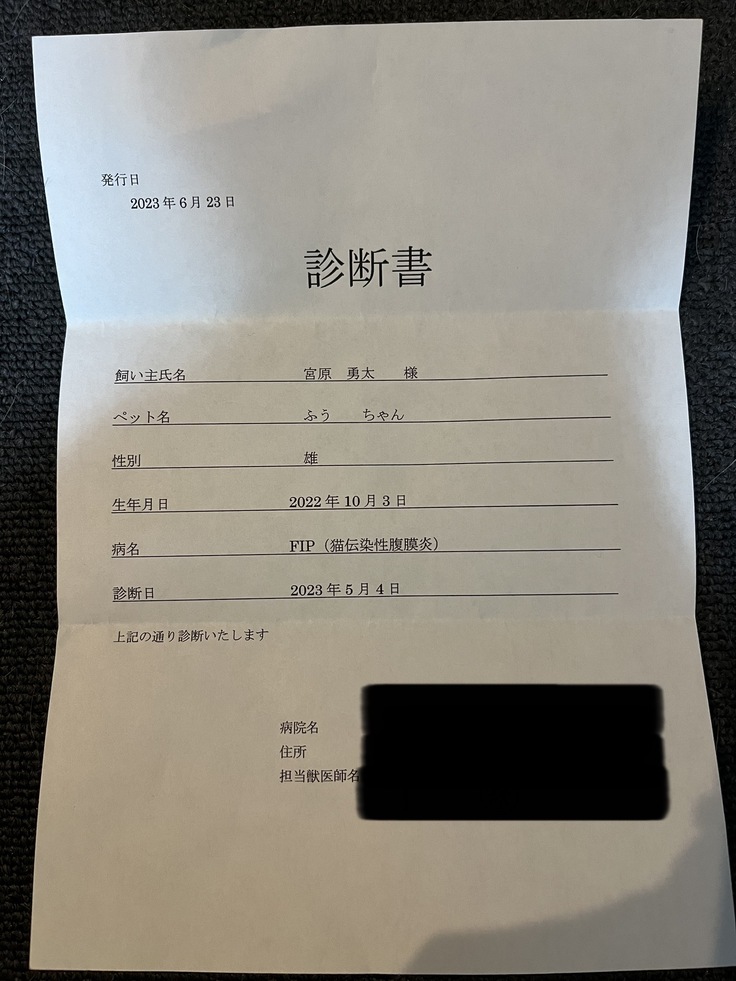 発行日
2023年6月23日
診断書
飼い主氏名 宮原 勇太 様
ペット名 ふう ちゃん
性別 雄
生年月日 2022年10月3日
病名 FIP（猫伝染性腹膜炎）
診断日 2023年5月4日
上記の通り診断いたします
病院名
住所
担当獣医師名